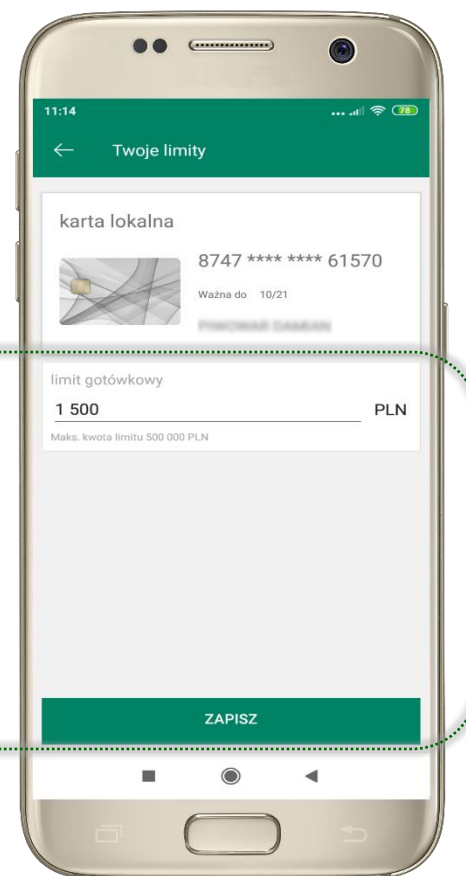 11:14
78
Twoje limity
karta lokalna
8747 **** **** 61570
Ważna do 10/21
limit gotówkowy
1 500 PLN
Maks. kwota limitu 500 000 PLN
ZAPISZ